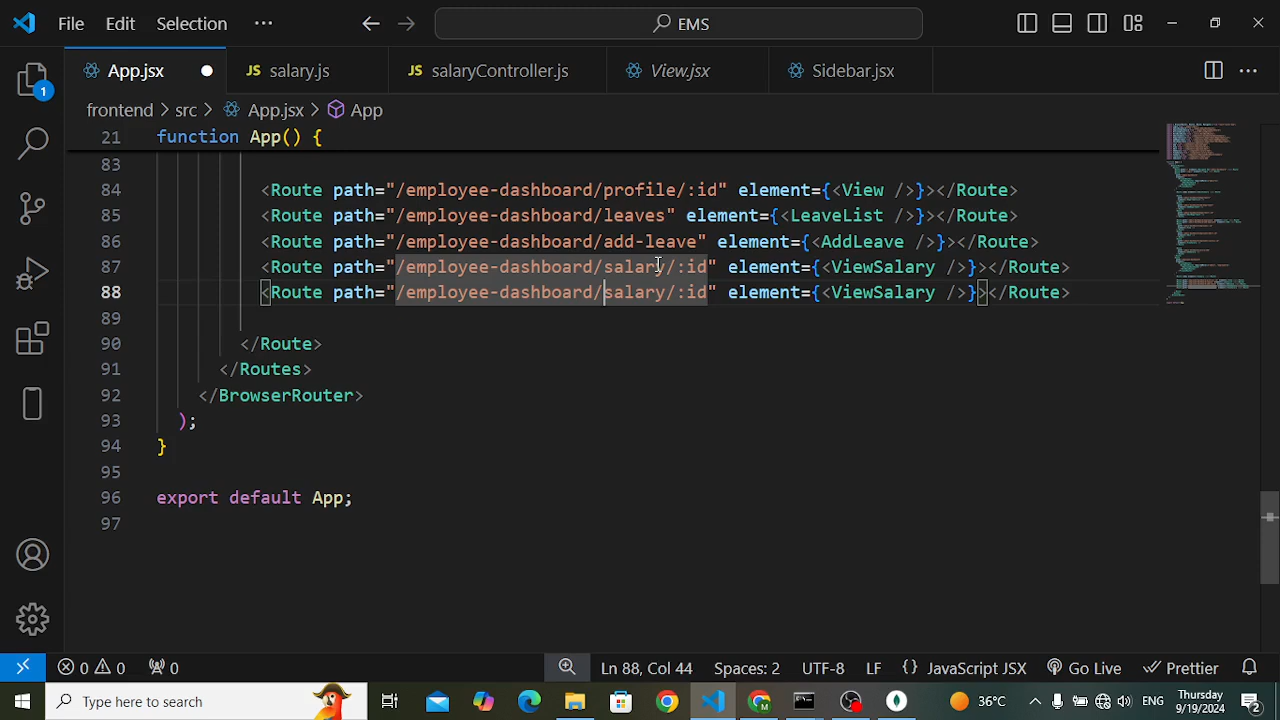 File Edit Selection ··· EMS
App.jsx JS salary.js JS salaryController.js View.jsx Sidebar.jsx ···
frontend > src > App.jsx > App
21 function App() {
83
84 <Route path="/employee-dashboard/profile/:id" element={<View />}></Route>
85 <Route path="/employee-dashboard/leaves" element={<LeaveList />}></Route>
86 <Route path="/employee-dashboard/add-leave" element={<AddLeave />}></Route>
87 <Route path="/employee-dashboard/salary/:id" element={<ViewSalary />}></Route>
88 <Route path="/employee-dashboard/salary/:id" element={<ViewSalary />}></Route>
89
90 </Route>
91 </Routes>
92 </BrowserRouter>
93 );
94 }
95
96 export default App;
97
1
0 0 0 Ln 88, Col 44 Spaces: 2 UTF-8 LF {} JavaScript JSX Go Live Prettier
Type here to search 36°C ENG Thursday 9/19/2024 2